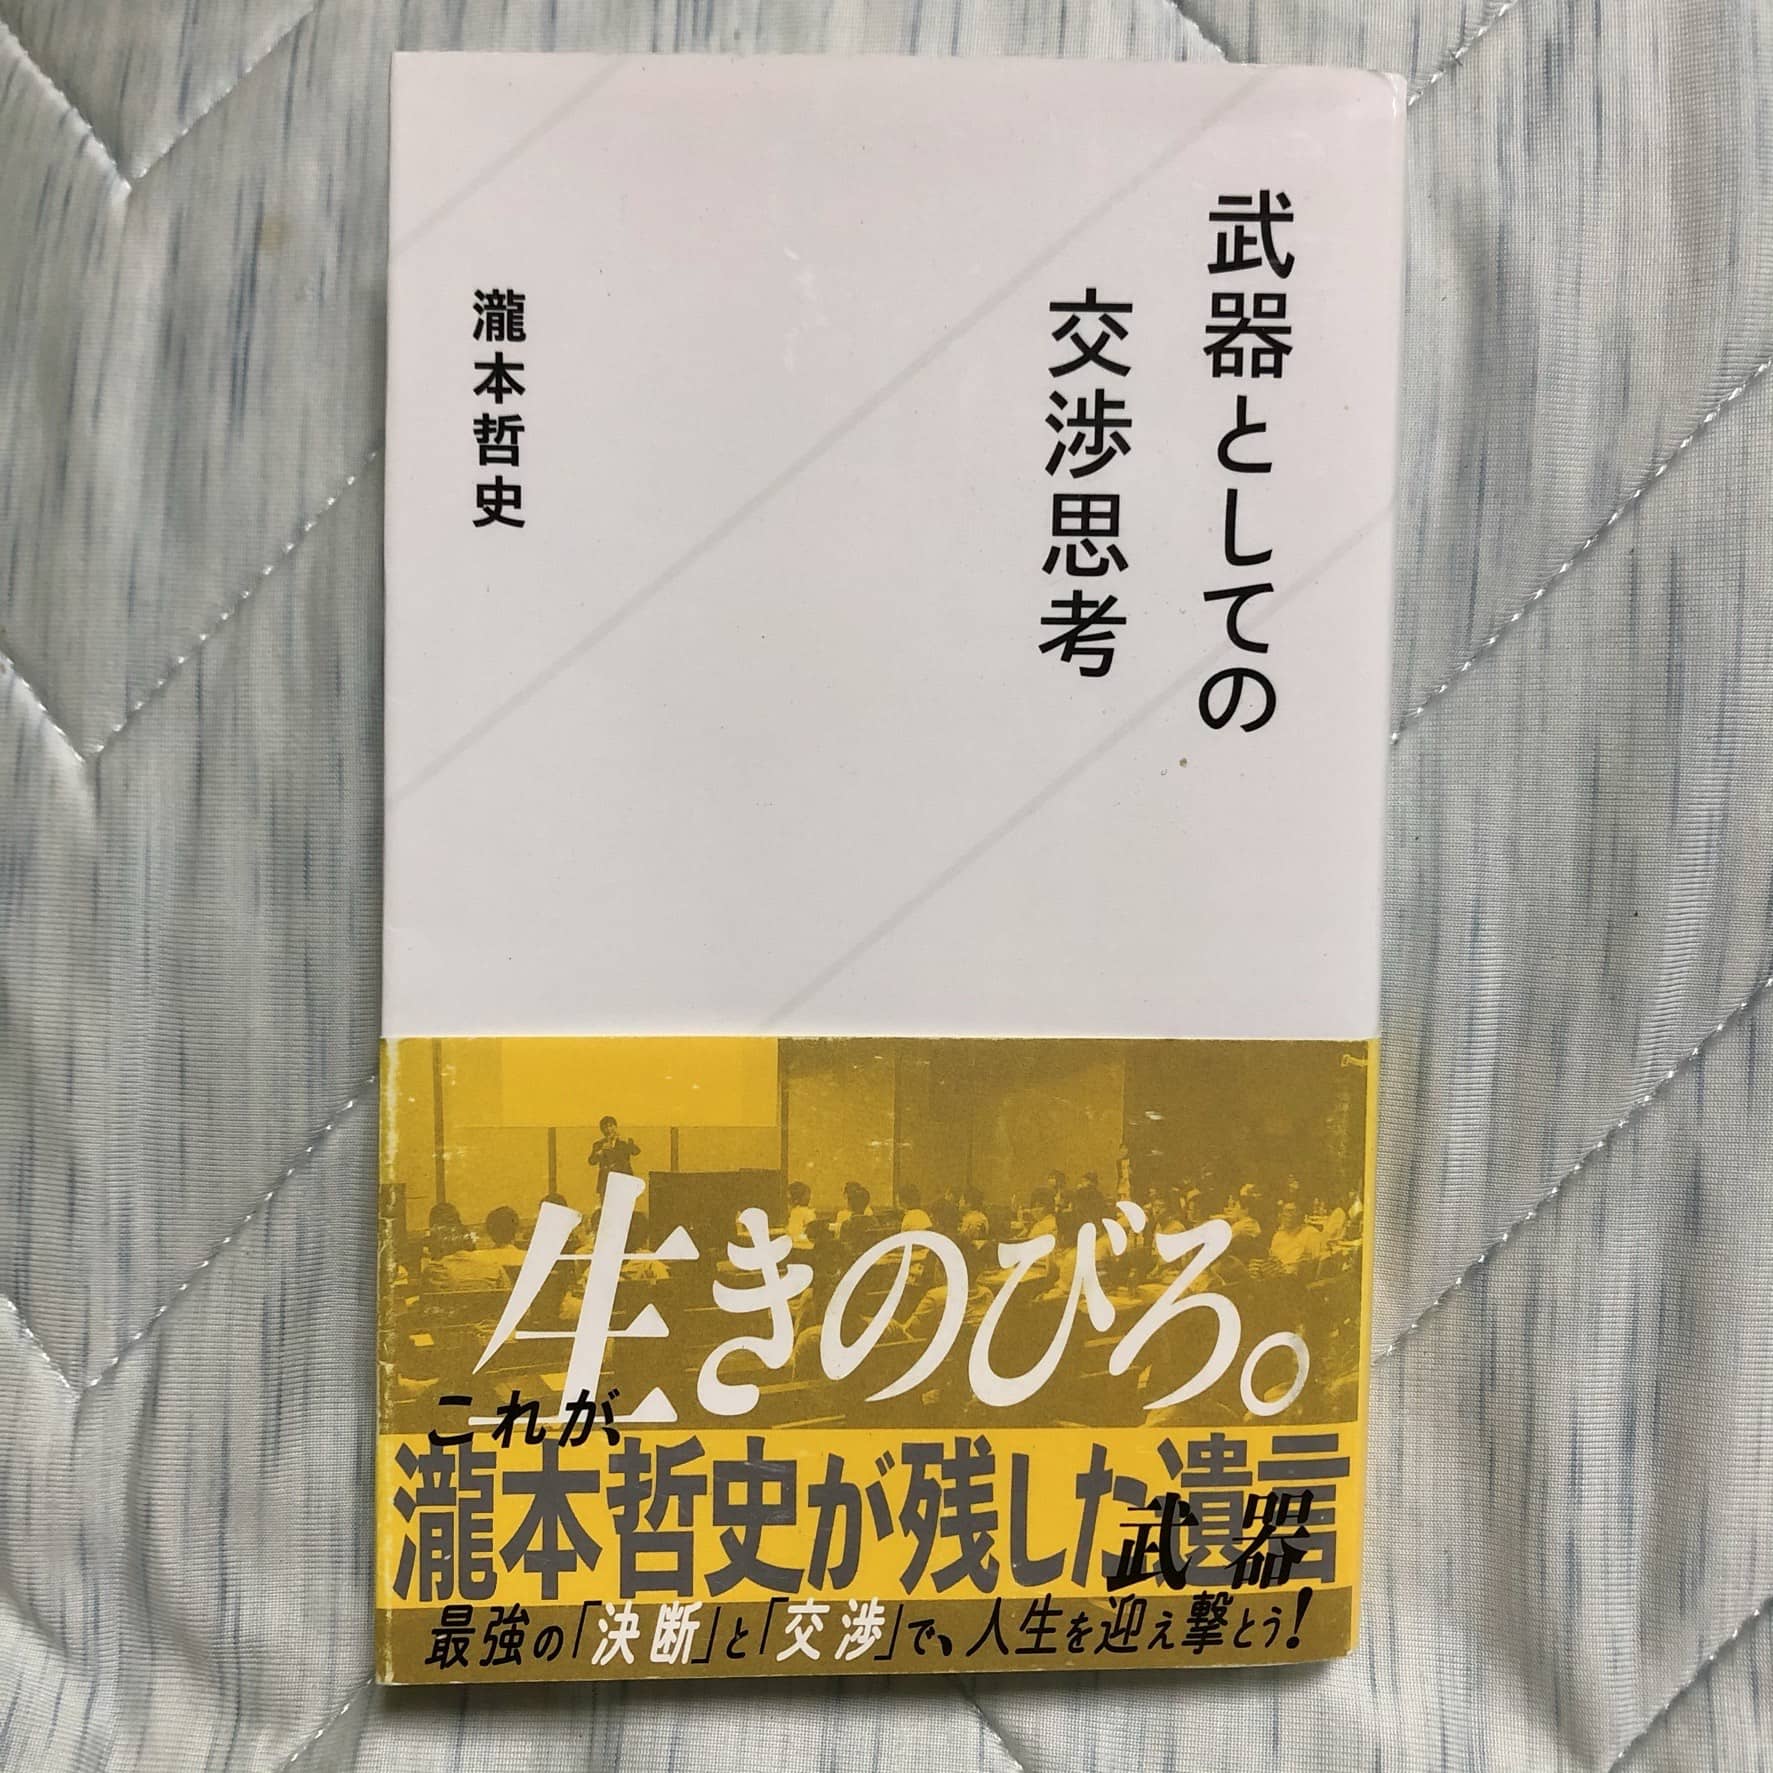 武器としての
交渉思考
瀧本哲史
生きのびろ。
これが、
瀧本哲史が残した遺言
武器
最強の「決断」と「交渉」で、人生を迎え撃とう!